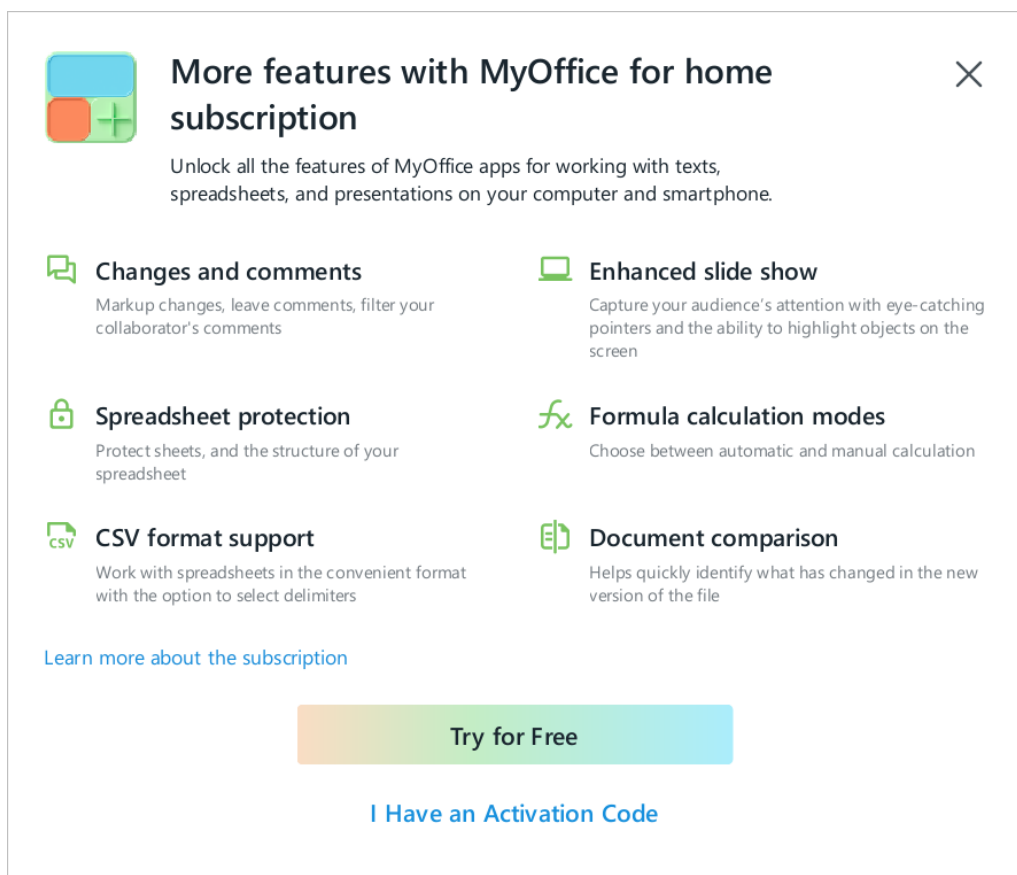 More features with MyOffice for home
subscription
Unlock all the features of MyOffice apps for working with texts,
spreadsheets, and presentations on your computer and smartphone.
Changes and comments
Markup changes, leave comments, filter your
collaborator's comments
Enhanced slide show
Capture your audience’s attention with eye-catching
pointers and the ability to highlight objects on the
screen
Spreadsheet protection
Protect sheets, and the structure of your
spreadsheet
Formula calculation modes
Choose between automatic and manual calculation
CSV
CSV format support
Work with spreadsheets in the convenient format
with the option to select delimiters
Document comparison
Helps quickly identify what has changed in the new
version of the file
Learn more about the subscription
Try for Free
I Have an Activation Code